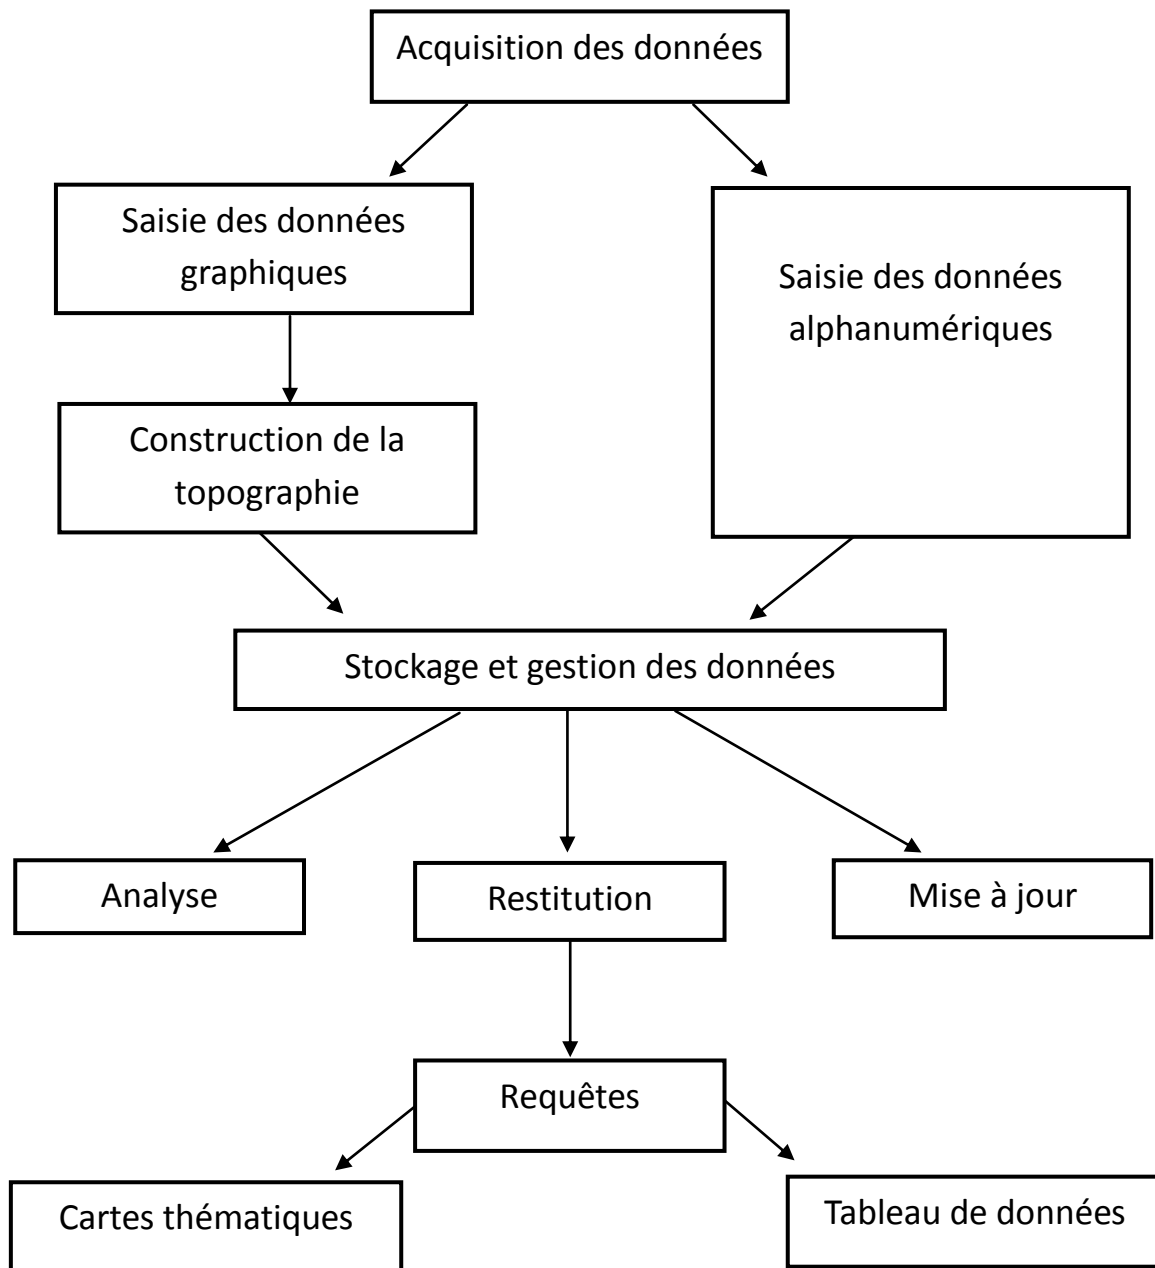 Acquisition des données
Saisie des données
graphiques
Saisie des données
alphanumériques
Construction de la
topographie
Stockage et gestion des données
Analyse
Restitution
Mise à jour
Requêtes
Cartes thématiques
Tableau de données